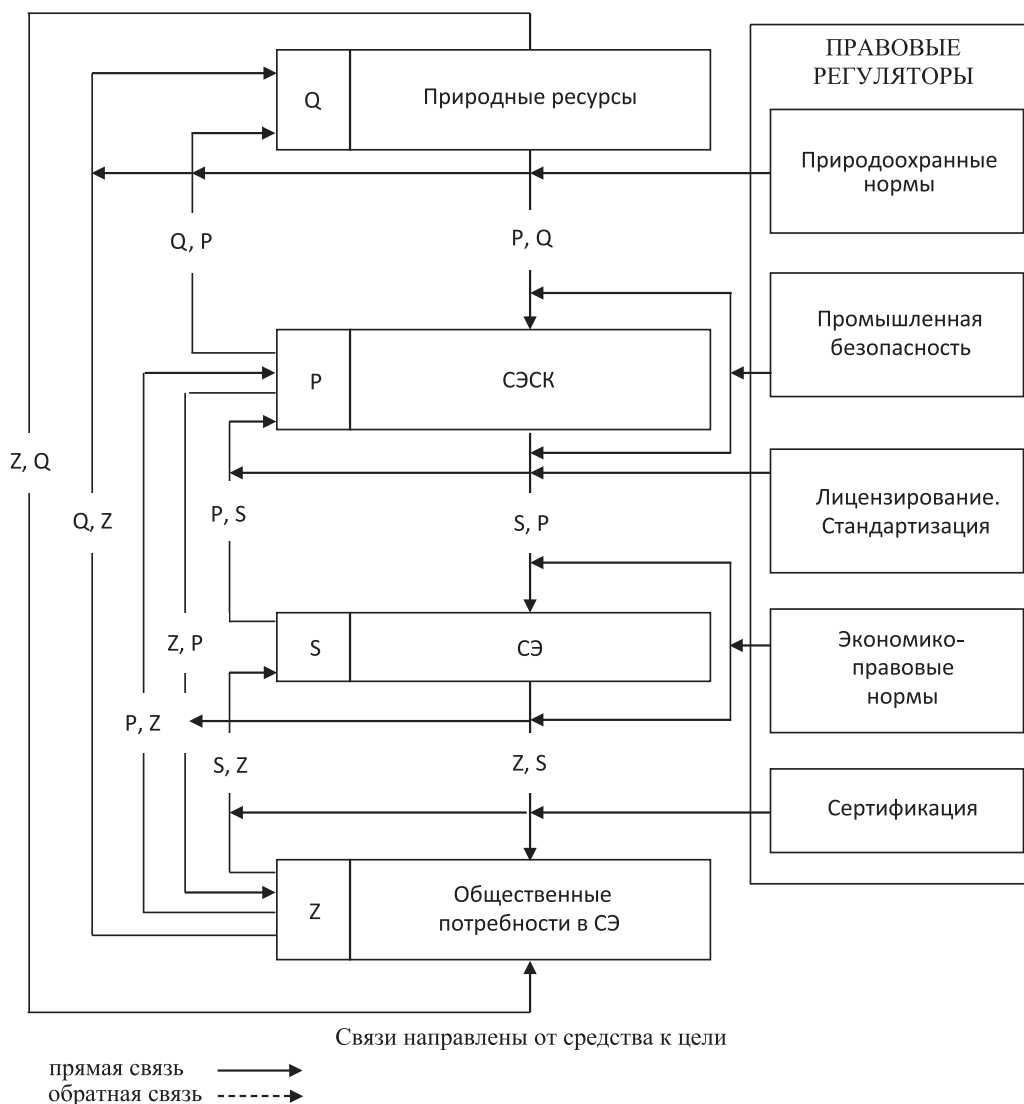 ПРАВОВЫЕ
РЕГУЛЯТОРЫ
Q
Природные ресурсы
Природоохранные
нормы
Q, P
P, Q
Промышленная
безопасность
P
СЭСК
Z, Q
Q, Z
P, S
S, P
Лицензирование.
Стандартизация
Z, P
S
СЭ
Экономико-
правовые
нормы
P, Z
S, Z
Z, S
Сертификация
Z
Общественные
потребности в СЭ
Связи направлены от средства к цели
прямая связь
обратная связь